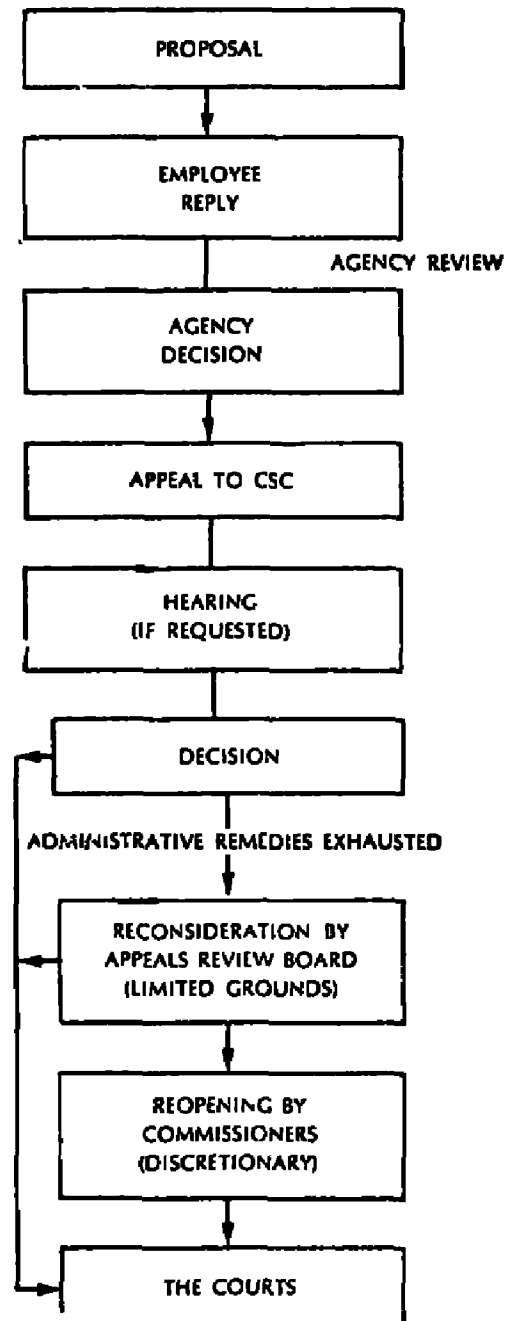 PROPOSAL
EMPLOYEE
REPLY
AGENCY REVIEW
AGENCY
DECISION
APPEAL TO CSC
HEARING
(IF REQUESTED)
DECISION
ADMINISTRATIVE REMEDIES EXHAUSTED
RECONSIDERATION BY
APPEALS REVIEW BOARD
(LIMITED GROUNDS)
REOPENING BY
COMMISSIONERS
(DISCRETIONARY)
THE COURTS